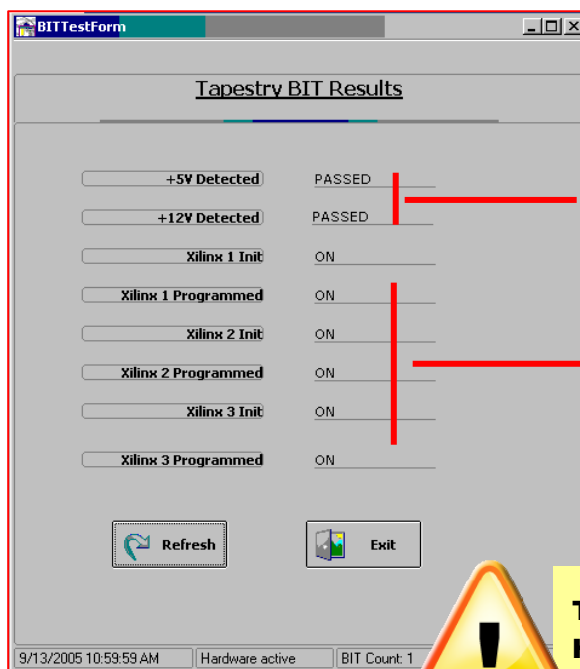 BITTestForm
Tapestry BIT Results
+5V Detected PASSED
+12V Detected PASSED
Xilinx 1 Init ON
Xilinx 1 Programmed ON
Xilinx 2 Init ON
Xilinx 2 Programmed ON
Xilinx 3 Init ON
Xilinx 3 Programmed ON
Refresh Exit
!
9/13/2005 10:59:59 AM Hardware active BIT Count: 1